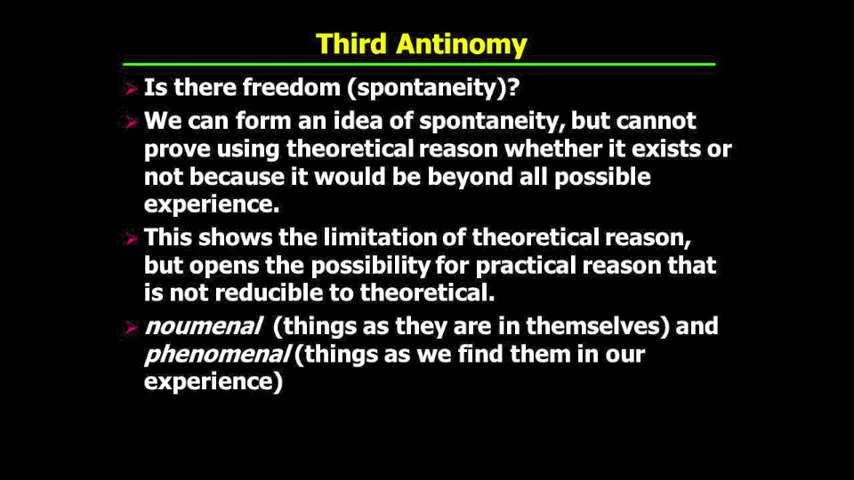 Third Antinomy
Is there freedom (spontaneity)?
We can form an idea of spontaneity, but cannot
prove using theoretical reason whether it exists or
not because it would be beyond all possible
experience.
This shows the limitation of theoretical reason,
but opens the possibility for practical reason that
is not reducible to theoretical.
noumenal (things as they are in themselves) and
phenomenal (things as we find them in our
experience)